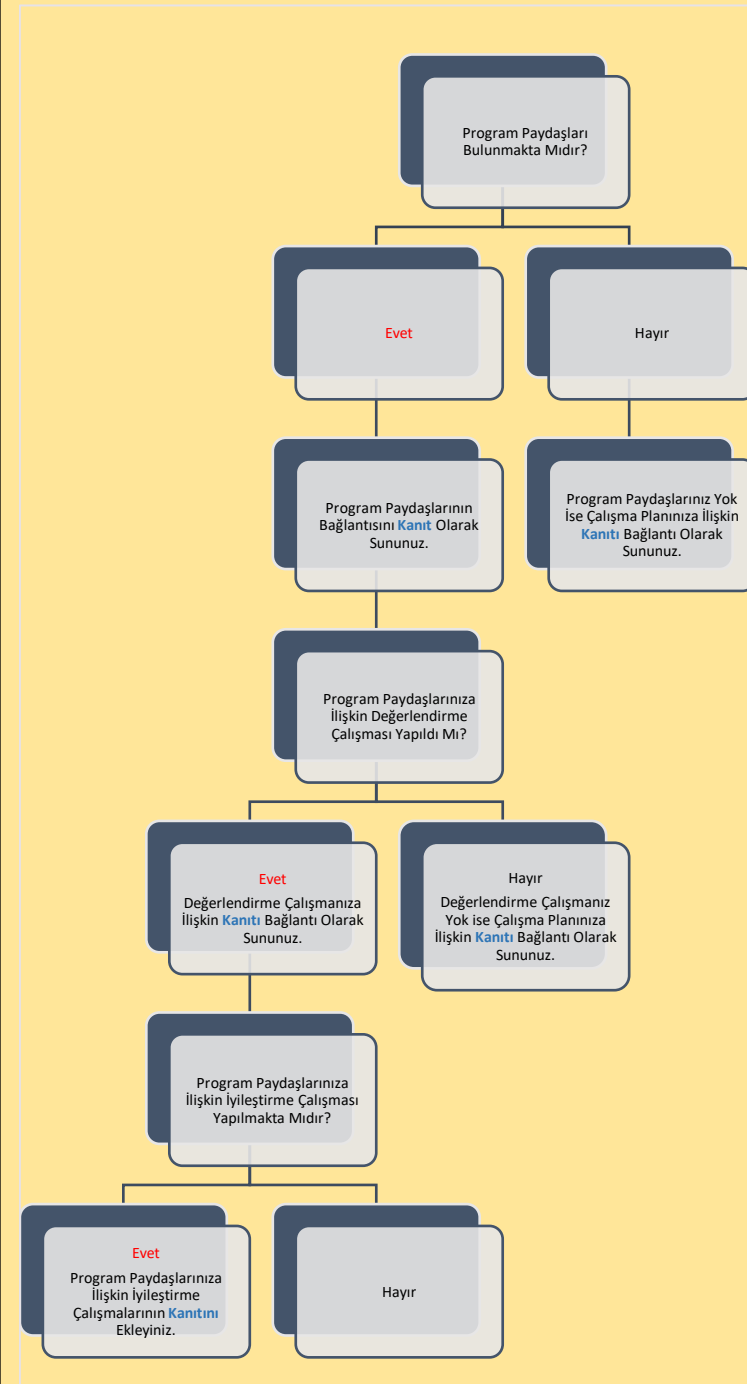 Program Paydaşları
Bulunmakta Mıdır?
Evet
Hayır
Program Paydaşlarının
Bağlantısını Kanıt Olarak
Sununuz.
Program Paydaşlarınız Yok
İse Çalışma Planınıza İlişkin
Kanıtı Bağlantı Olarak
Sununuz.
Program Paydaşlarınıza
İlişkin Değerlendirme
Çalışması Yapıldı Mı?
Evet
Değerlendirme Çalışmanıza
İlişkin Kanıtı Bağlantı Olarak
Sununuz.
Hayır
Değerlendirme Çalışmanız
Yok ise Çalışma Planınıza
İlişkin Kanıtı Bağlantı Olarak
Sununuz.
Program Paydaşlarınıza
İlişkin İyileştirme Çalışması
Yapılmakta Mıdır?
Evet
Program Paydaşlarınıza
İlişkin İyileştirme
Çalışmalarının Kanıtını
Ekleyiniz.
Hayır